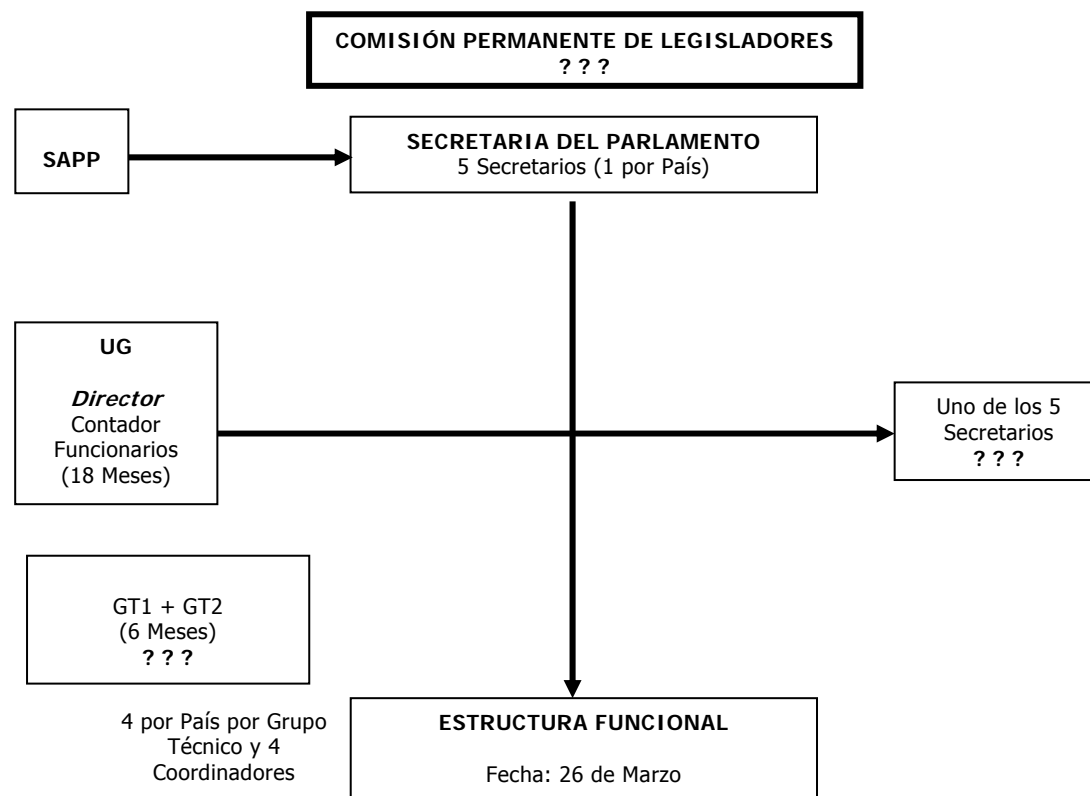 COMISIÓN PERMANENTE DE LEGISLADORES
? ? ?
SAPP
SECRETARIA DEL PARLAMENTO
5 Secretarios (1 por País)
UG
Director
Contador
Funcionarios
(18 Meses)
Uno de los 5
Secretarios
? ? ?
GT1 + GT2
(6 Meses)
? ? ?
4 por País por Grupo
Técnico y 4
Coordinadores
ESTRUCTURA FUNCIONAL
Fecha: 26 de Marzo